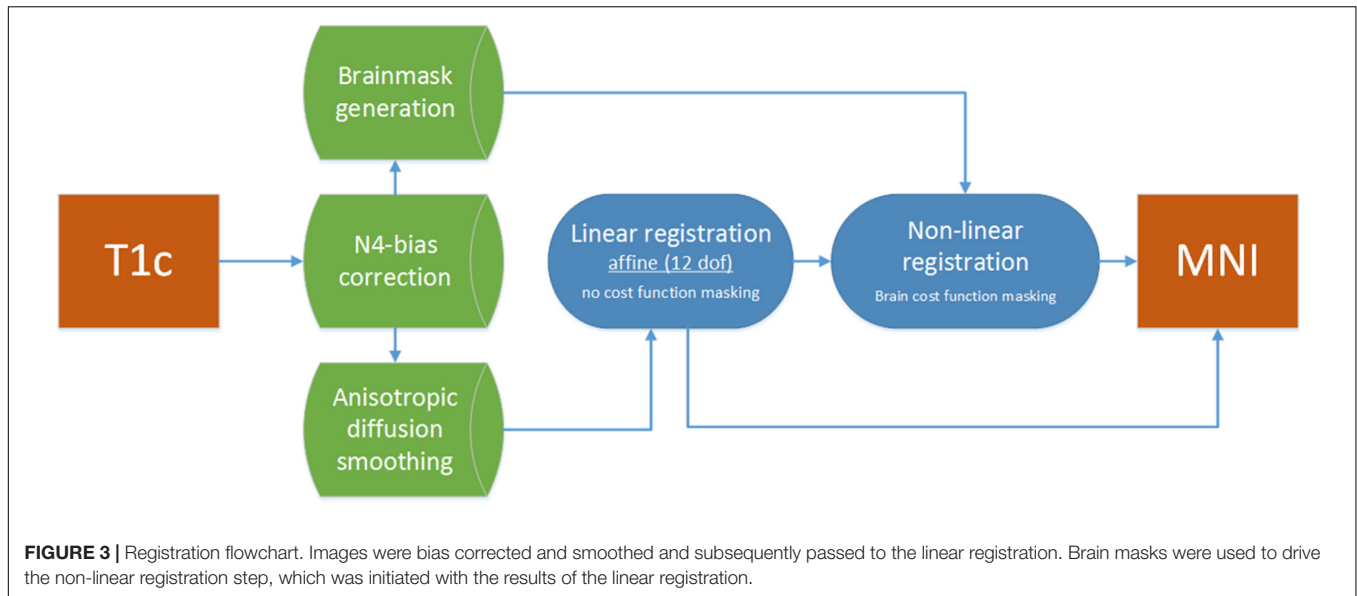 Brainmask
generation
T1c
N4-bias
correction
Anisotropic
diffusion
smoothing
Linear registration
affine (12 dof)
no cost function masking
Non-linear
registration
Brain cost function masking
MNI
FIGURE 3 | Registration flowchart. Images were bias corrected and smoothed and subsequently passed to the linear registration. Brain masks were used to drive
the non-linear registration step, which was initiated with the results of the linear registration.